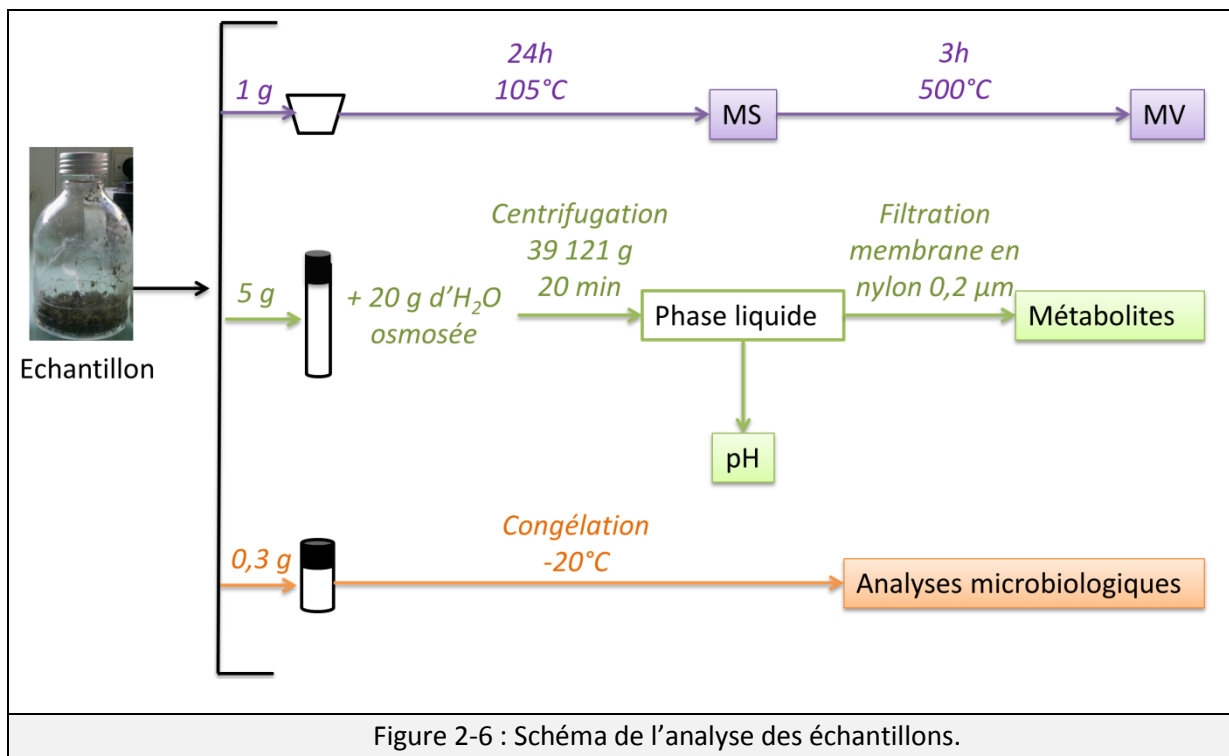 1 g
24h
105°C
MS
3h
500°C
MV
Echantillon
5 g
+ 20 g d’H₂O
osmosée
Centrifugation
39 121 g
20 min
Phase liquide
Filtration
membrane en
nylon 0,2 µm
Métabolites
pH
0,3 g
Congélation
-20°C
Analyses microbiologiques
Figure 2-6 : Schéma de l’analyse des échantillons.